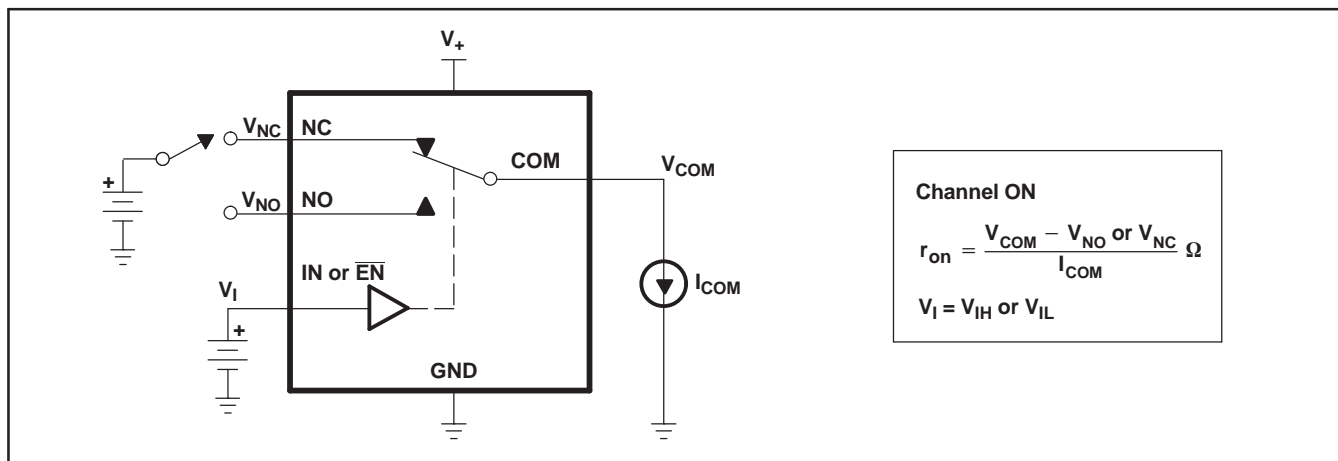 V+
VNC NC
COM
VCOM
VNO NO
IN or EN
VI
ICOM
GND
+
+
Channel ON
ron = VCOM – VNO or VNC / ICOM Ω
VI = VIH or VIL